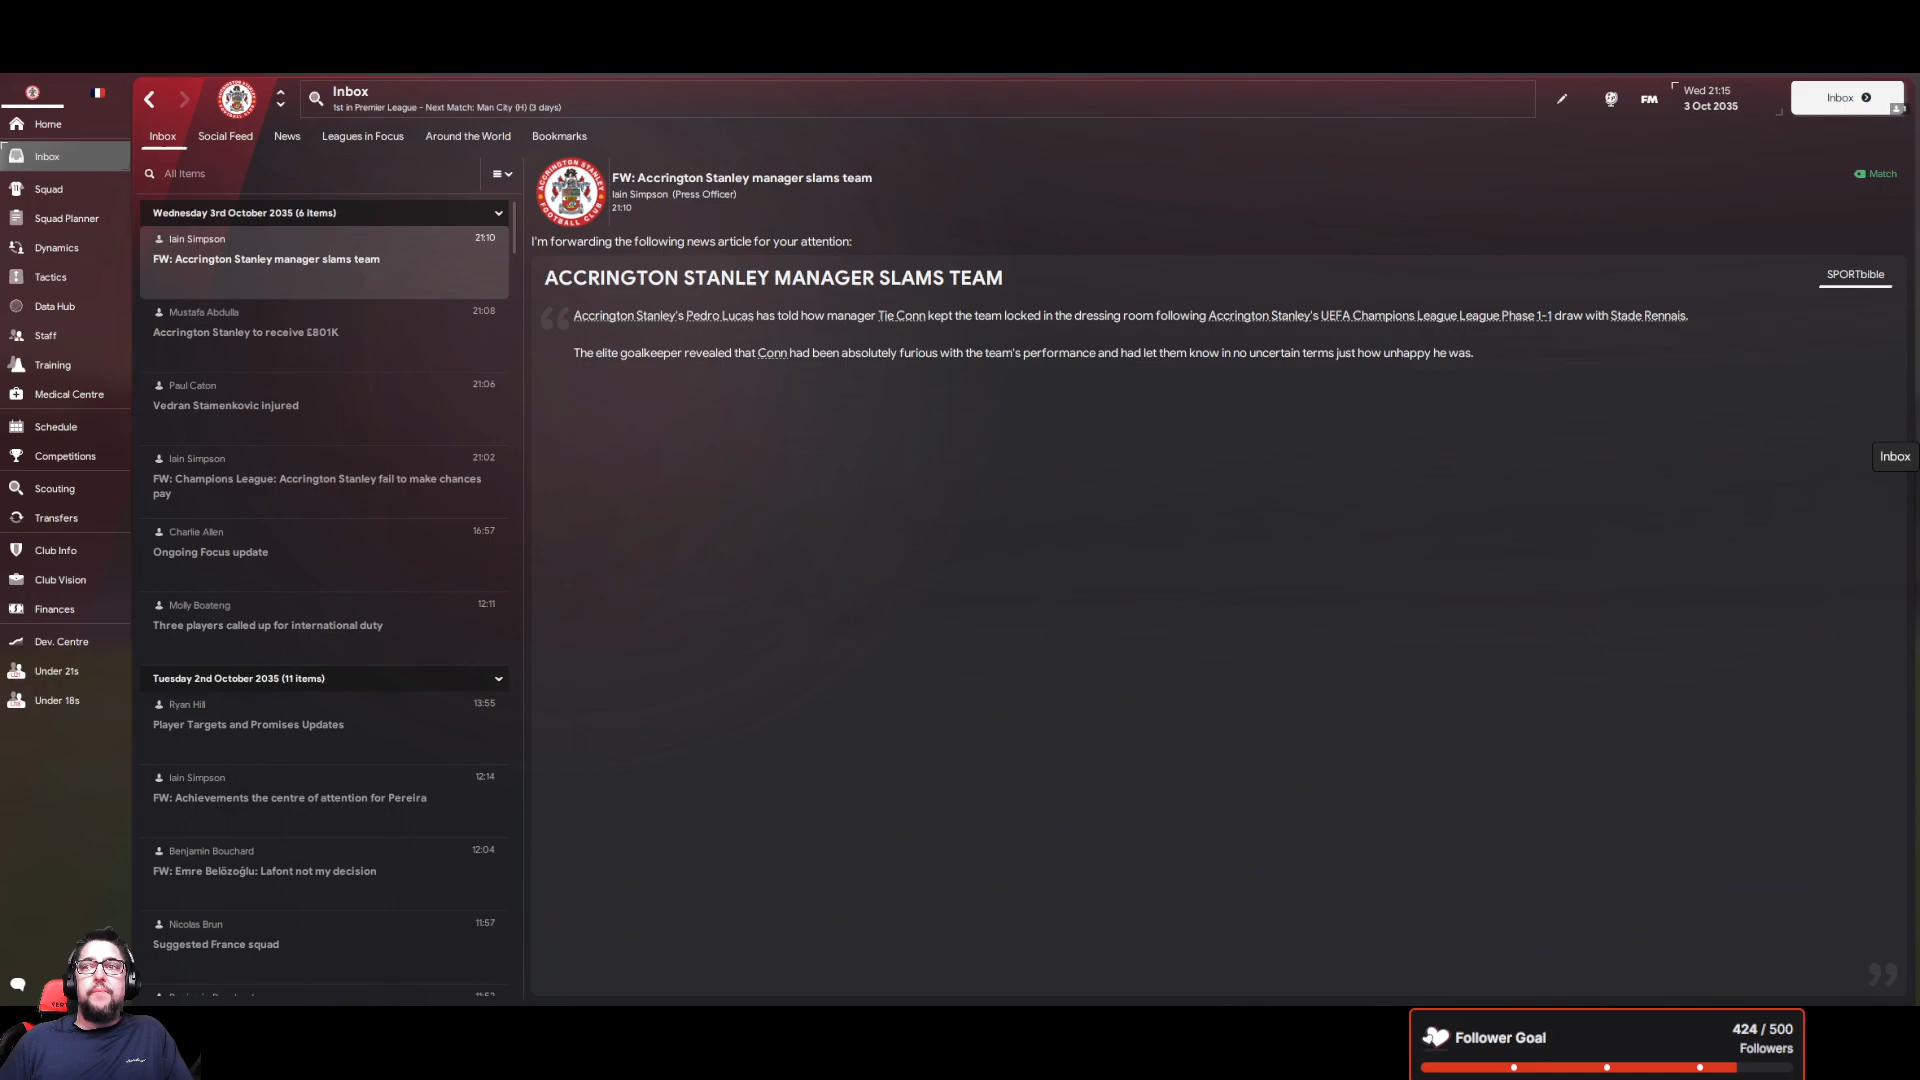 Inbox
1st in Premier League - Next Match: Man City (H) (3 days)
FM
Wed 21:15
3 Oct 2035
Inbox
1
Home
Inbox
Squad
Squad Planner
Dynamics
Tactics
Data Hub
Staff
Training
Medical Centre
Schedule
Competitions
Scouting
Transfers
Club Info
Club Vision
Finances
Dev. Centre
Under 21s
Under 18s
Inbox
Social Feed
News
Leagues in Focus
Around the World
Bookmarks
All Items
Wednesday 3rd October 2035 (6 items)
Iain Simpson 21:10
FW: Accrington Stanley manager slams team
Mustafa Abdulla 21:08
Accrington Stanley to receive £801K
Paul Caton 21:06
Vedran Stamenkovic injured
Iain Simpson 21:02
FW: Champions League: Accrington Stanley fail to make chances
pay
Charlie Allen 16:57
Ongoing Focus update
Molly Boateng 12:11
Three players called up for international duty
Tuesday 2nd October 2035 (11 items)
Ryan Hill 13:55
Player Targets and Promises Updates
Iain Simpson 12:14
FW: Achievements the centre of attention for Pereira
Benjamin Bouchard 12:04
FW: Emre Belözoğlu: Lafont not my decision
Nicolas Brun 11:57
Suggested France squad
ACCRINGTON STANLEY
FOOTBALL CLUB
FW: Accrington Stanley manager slams team
Iain Simpson (Press Officer)
21:10
Match
I'm forwarding the following news article for your attention:
ACCRINGTON STANLEY MANAGER SLAMS TEAM
SPORTbible
Accrington Stanley's Pedro Lucas has told how manager Tie Conn kept the team locked in the dressing room following Accrington Stanley's UEFA Champions League League Phase 1-1 draw with Stade Rennais.
The elite goalkeeper revealed that Conn had been absolutely furious with the team's performance and had let them know in no uncertain terms just how unhappy he was.
Inbox
Follower Goal
424 / 500
Followers